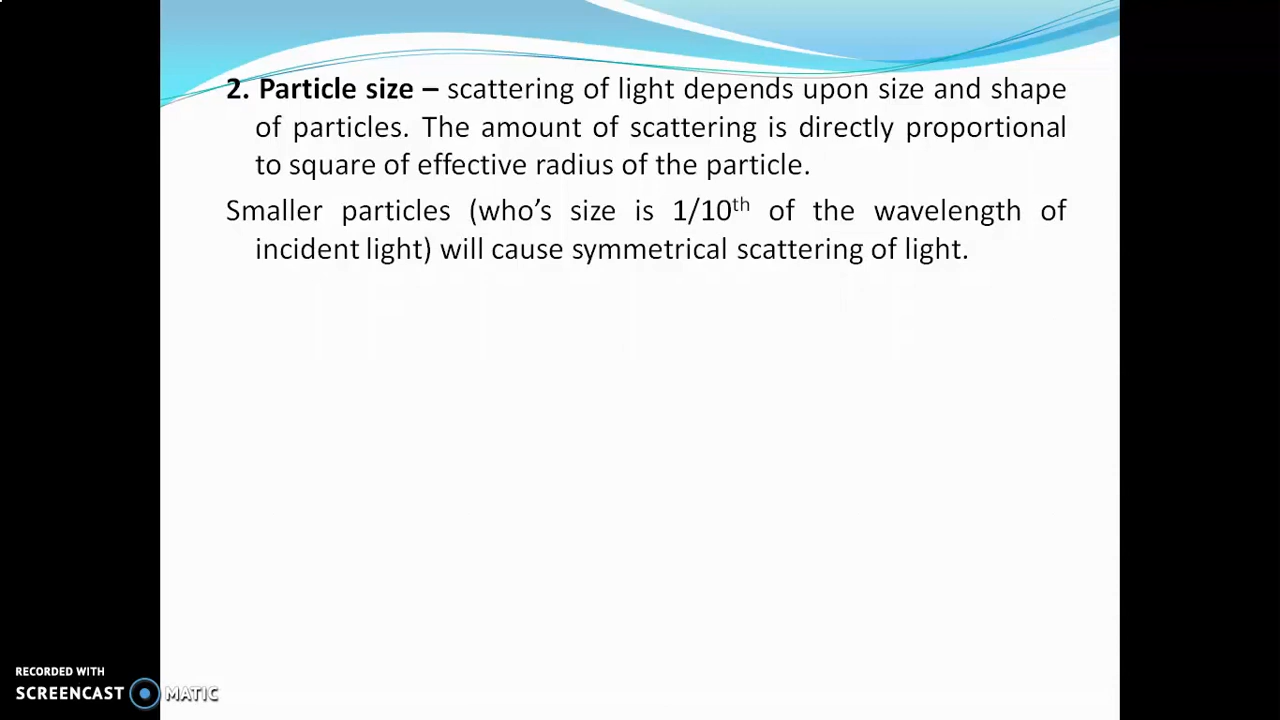 2. Particle size – scattering of light depends upon size and shape
of particles. The amount of scattering is directly proportional
to square of effective radius of the particle.
Smaller particles (who’s size is 1/10th of the wavelength of
incident light) will cause symmetrical scattering of light.
RECORDED WITH
SCREENCAST MATIC